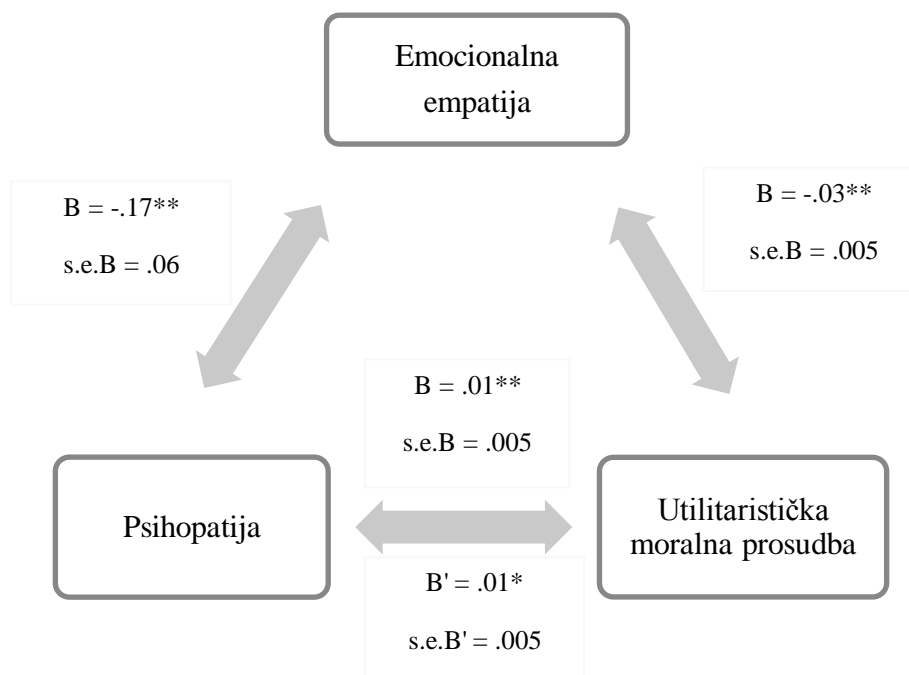 Emocionalna
empatija
B = -.17**
s.e.B = .06
B = -.03**
s.e.B = .005
B = .01**
s.e.B = .005
Psihopatija
Utilitaristička
moralna prosudba
B' = .01*
s.e.B' = .005